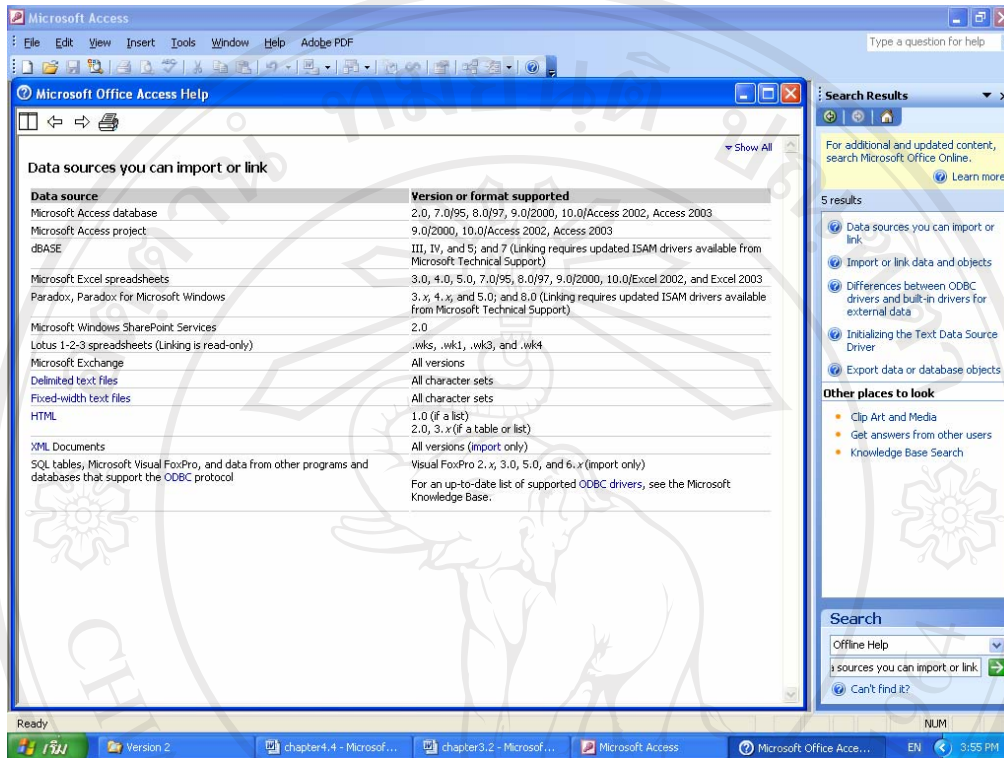 Microsoft Access
File Edit View Insert Tools Window Help Adobe PDF
Type a question for help
Microsoft Office Access Help
Show All
Data sources you can import or link
Data source Version or format supported
Microsoft Access database 2.0, 7.0/95, 8.0/97, 9.0/2000, 10.0/Access 2002, Access 2003
Microsoft Access project 9.0/2000, 10.0/Access 2002, Access 2003
dBASE III, IV, and 5; and 7 (Linking requires updated ISAM drivers available from
Microsoft Technical Support)
Microsoft Excel spreadsheets 3.0, 4.0, 5.0, 7.0/95, 8.0/97, 9.0/2000, 10.0/Excel 2002, and Excel 2003
Paradox, Paradox for Microsoft Windows 3.x, 4.x, and 5.0; and 8.0 (Linking requires updated ISAM drivers available
from Microsoft Technical Support)
Microsoft Windows SharePoint Services 2.0
Lotus 1-2-3 spreadsheets (Linking is read-only) .wks, .wk1, .wk3, and .wk4
Microsoft Exchange All versions
Delimited text files All character sets
Fixed-width text files All character sets
HTML 1.0 (if a list)
2.0, 3.x (if a table or list)
XML Documents All versions (import only)
SQL tables, Microsoft Visual FoxPro, and data from other programs and
databases that support the ODBC protocol
Visual FoxPro 2.x, 3.0, 5.0, and 6.x (import only)
For an up-to-date list of supported ODBC drivers, see the Microsoft
Knowledge Base.
Search Results
For additional and updated content,
search Microsoft Office Online.
Learn more
5 results
Data sources you can import or
link
Import or link data and objects
Differences between ODBC
drivers and built-in drivers for
external data
Initializing the Text Data Source
Driver
Export data or database objects
Other places to look
Clip Art and Media
Get answers from other users
Knowledge Base Search
Search
Offline Help
sources you can import or link
Can't find it?
Ready NUM
เริ่ม Version 2 chapter4.4 - Microsof... chapter3.2 - Microsof... Microsoft Access Microsoft Office Acce... EN 3:55 PM